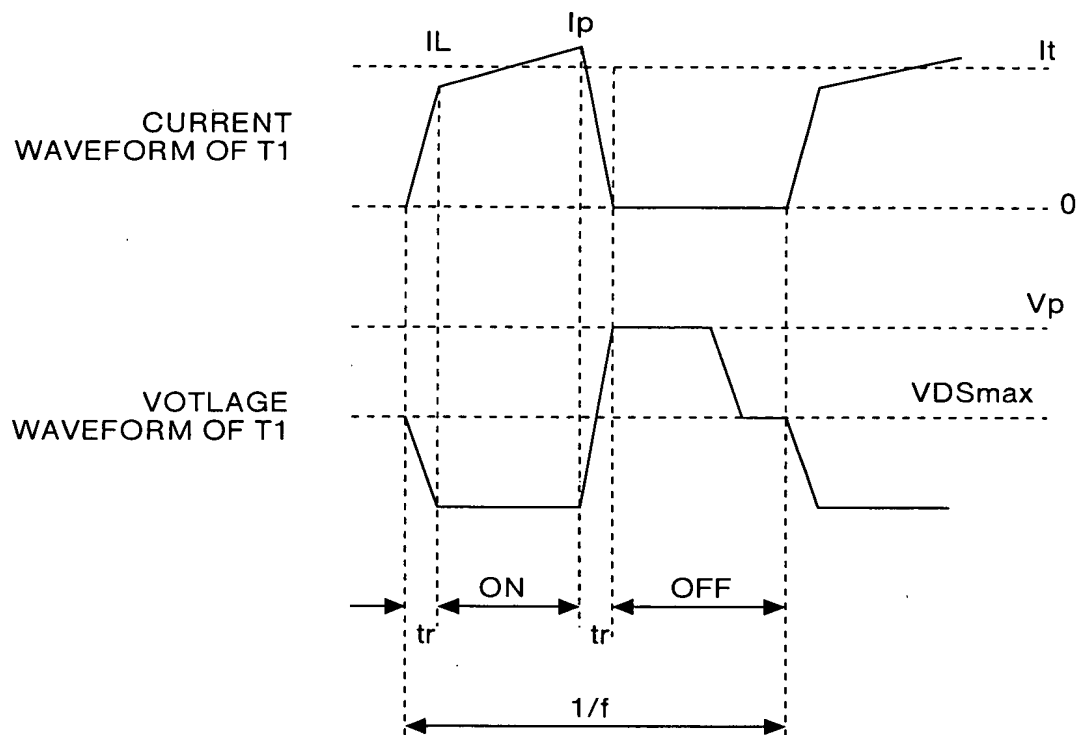 Ip
IL
It
CURRENT
WAVEFORM OF T1
0
Vp
VDSmax
VOTLAGE
WAVEFORM OF T1
ON
OFF
tr
tr
1/f